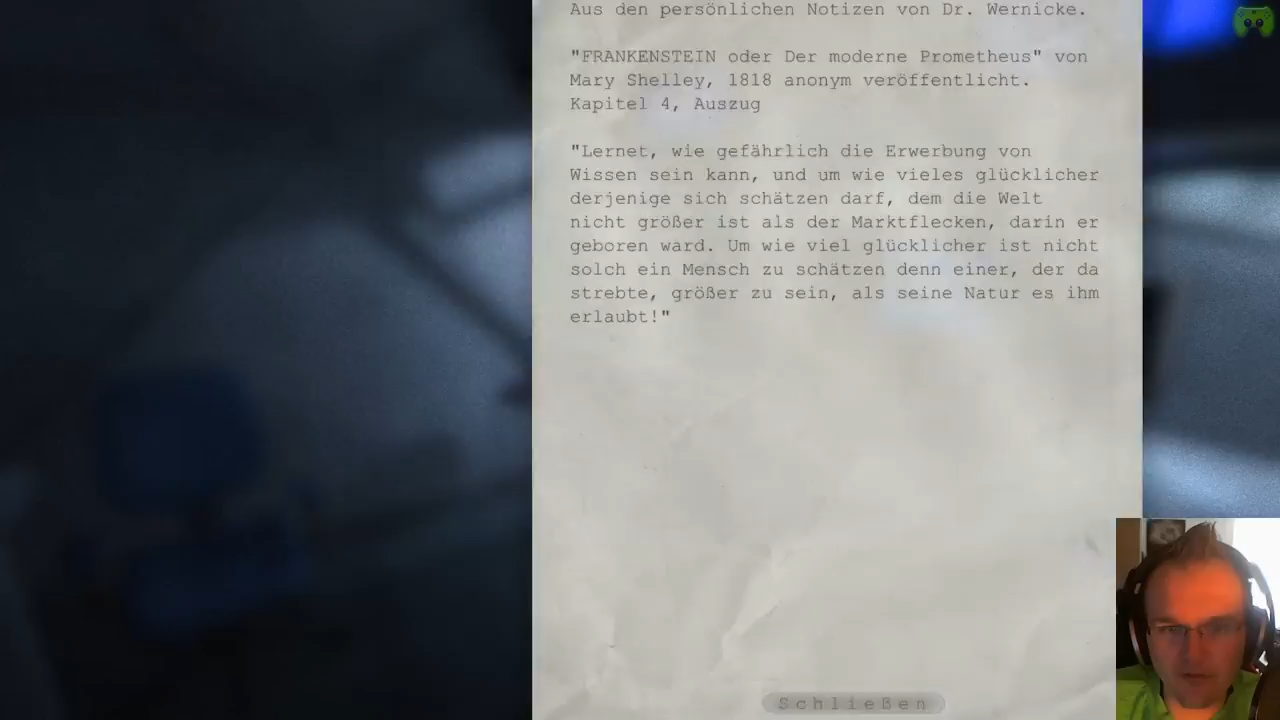 Aus den persönlichen Notizen von Dr. Wernicke.
"FRANKENSTEIN oder Der moderne Prometheus" von
Mary Shelley, 1818 anonym veröffentlicht.
Kapitel 4, Auszug
"Lernet, wie gefährlich die Erwerbung von
Wissen sein kann, und um wie vieles glücklicher
derjenige sich schätzen darf, dem die Welt
nicht größer ist als der Marktflecken, darin er
geboren ward. Um wie viel glücklicher ist nicht
solch ein Mensch zu schätzen denn einer, der da
strebte, größer zu sein, als seine Natur es ihm
erlaubt!"
Schließen